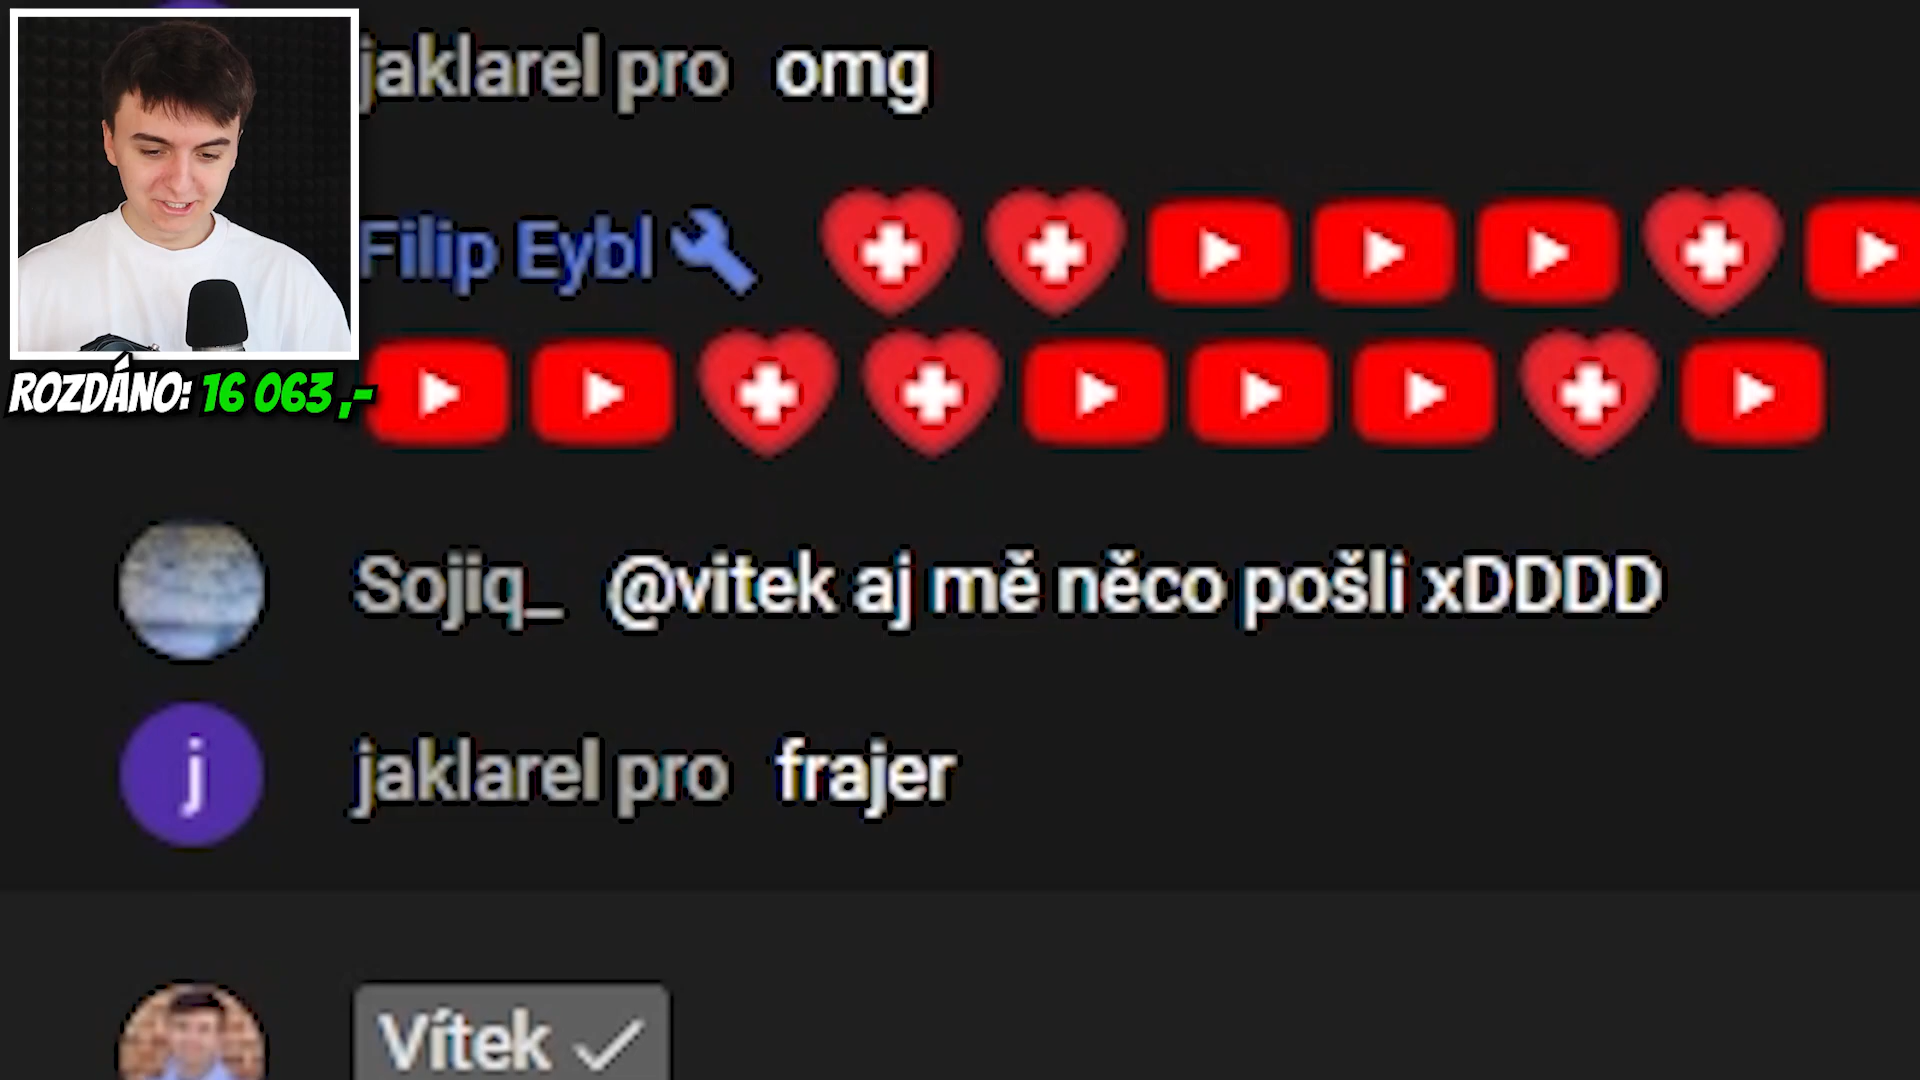 jaklarel pro omg
Filip Eybl
ROZDÁNO: 16 063 ,-
Sojiq_ @vitek aj mě něco pošli xDDDD
j
jaklarel pro frajer
Vítek